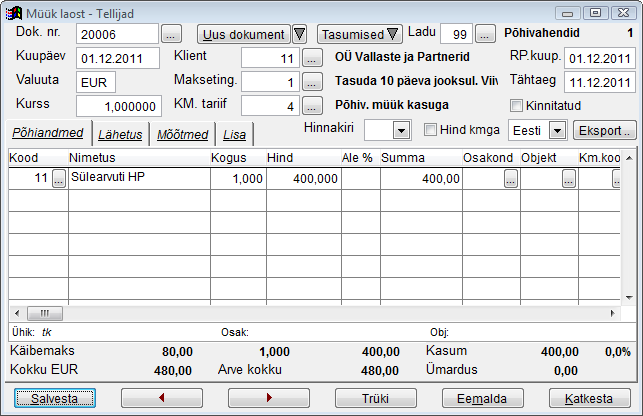 Müük laost - Tellijad
Dok. nr. 20006 ... Uus dokument Tasumised Ladu 99 ... Põhivahendid 1
Kuupäev 01.12.2011 Klient 11 ... OÜ Vallaste ja Partnerid RP.kuup. 01.12.2011
Valuuta EUR Makseting. 1 ... Tasuda 10 päeva jooksul. Viiv Tähtaeg 11.12.2011
Kurss 1,000000 KM. tariif 4 ... Põhiv. müük kasuga Kinnitatud
Põhiandmed Lähetus Mõõtmed Lisa Hinnakiri Hind kmga Eesti Eksport ..
Kood Nimetus Kogus Hind Ale % Summa Osakond Objekt Km.koo
11 ... Sülearvuti HP 1,000 400,000 400,00 ... ... ...
Ühik: tk Osak: Obj:
Käibemaks 80,00 1,000 400,00 Kasum 400,00 0,0%
Kokku EUR 480,00 Arve kokku 480,00 Ümardus 0,00
Salvesta Trüki Eemalda Katkesta